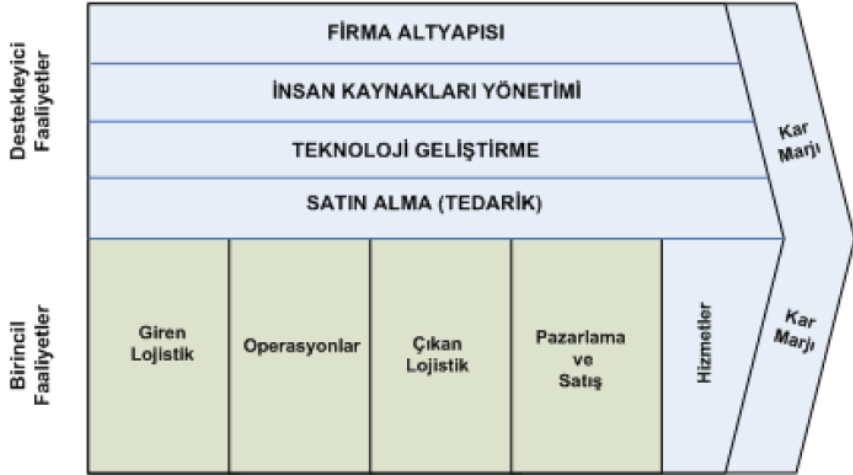 Destekleyici
Faaliyetler
FİRMA ALTYAPISI
İNSAN KAYNAKLARI YÖNETİMİ
TEKNOLOJİ GELİŞTİRME
SATIN ALMA (TEDARİK)
Kar
Marjı
Birincil
Faaliyetler
Giren
Lojistik
Operasyonlar
Çıkan
Lojistik
Pazarlama
ve
Satış
Hizmetler
Kar
Marjı